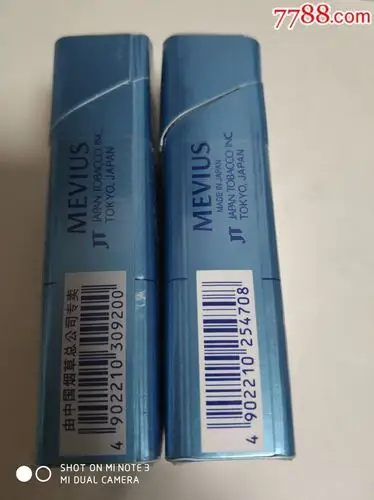 7788.com
MEVIUS
JT JAPAN TOBACCO INC.
TOKYO, JAPAN
由中国烟草总公司专卖
4 902210 309200
MEVIUS
MADE IN JAPAN
JT JAPAN TOBACCO INC.
TOKYO, JAPAN
4 902210 254708
SHOT ON MI NOTE 3
MI DUAL CAMERA